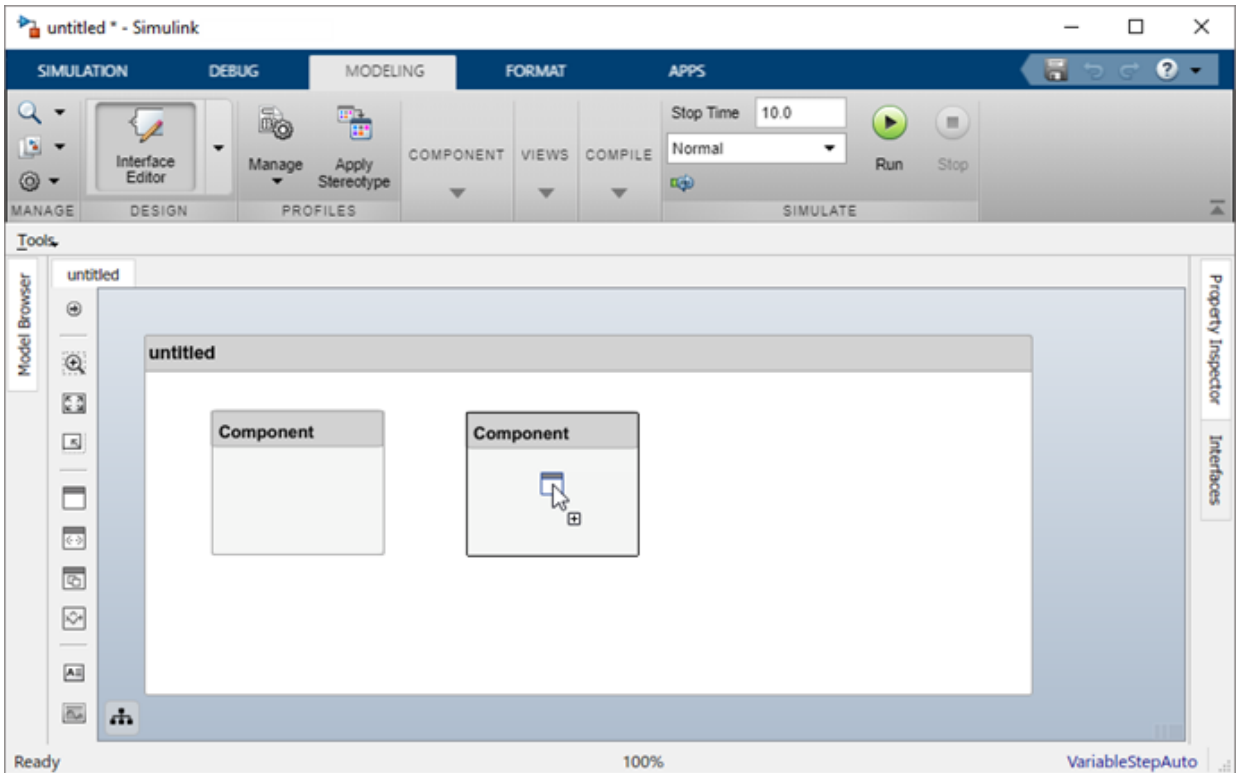 untitled * - Simulink
SIMULATION DEBUG MODELING FORMAT APPS
Stop Time 10.0
Normal
Interface Editor
Manage
Apply Stereotype
COMPONENT VIEWS COMPILE
Run Stop
MANAGE DESIGN PROFILES SIMULATE
Tools
Model Browser
untitled
untitled
Component
Component
Property Inspector
Interfaces
Ready 100% VariableStepAuto